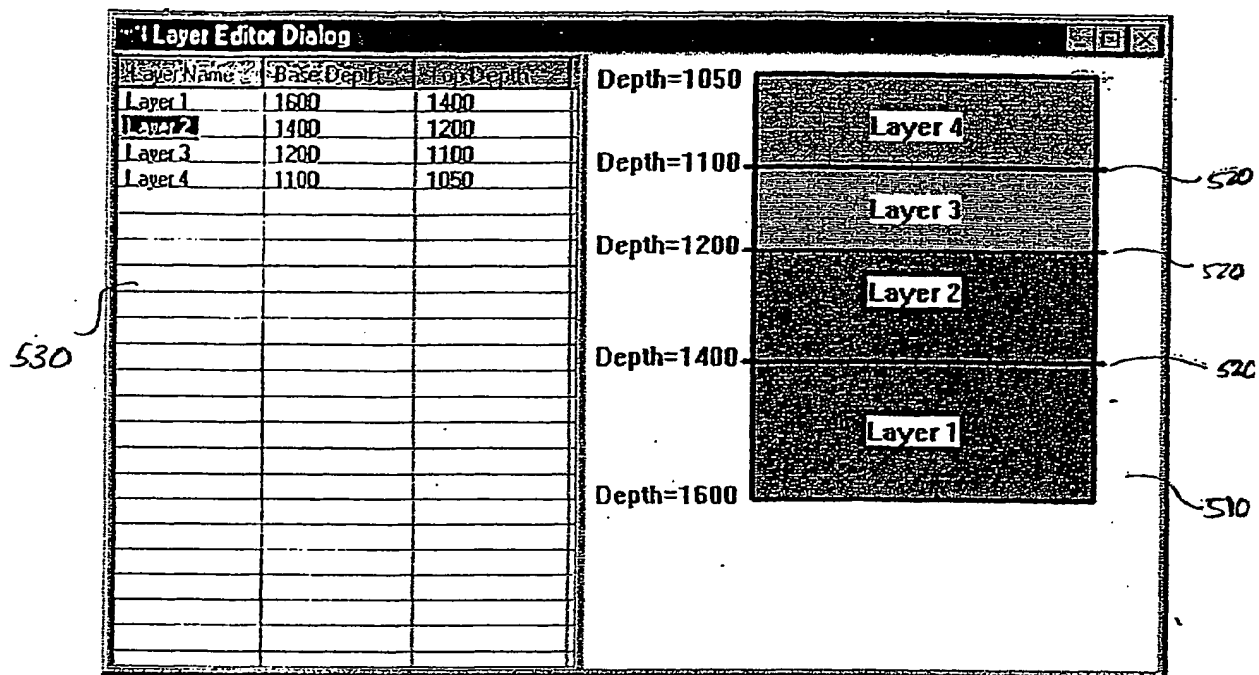 Layer Editor Dialog
Layer Name Base Depth Top Depth
Layer 1 1600 1400
Layer 2 1400 1200
Layer 3 1200 1100
Layer 4 1100 1050
530
Depth=1050
Layer 4
Depth=1100
520
Layer 3
Depth=1200
520
Layer 2
Depth=1400
520
Layer 1
Depth=1600
510